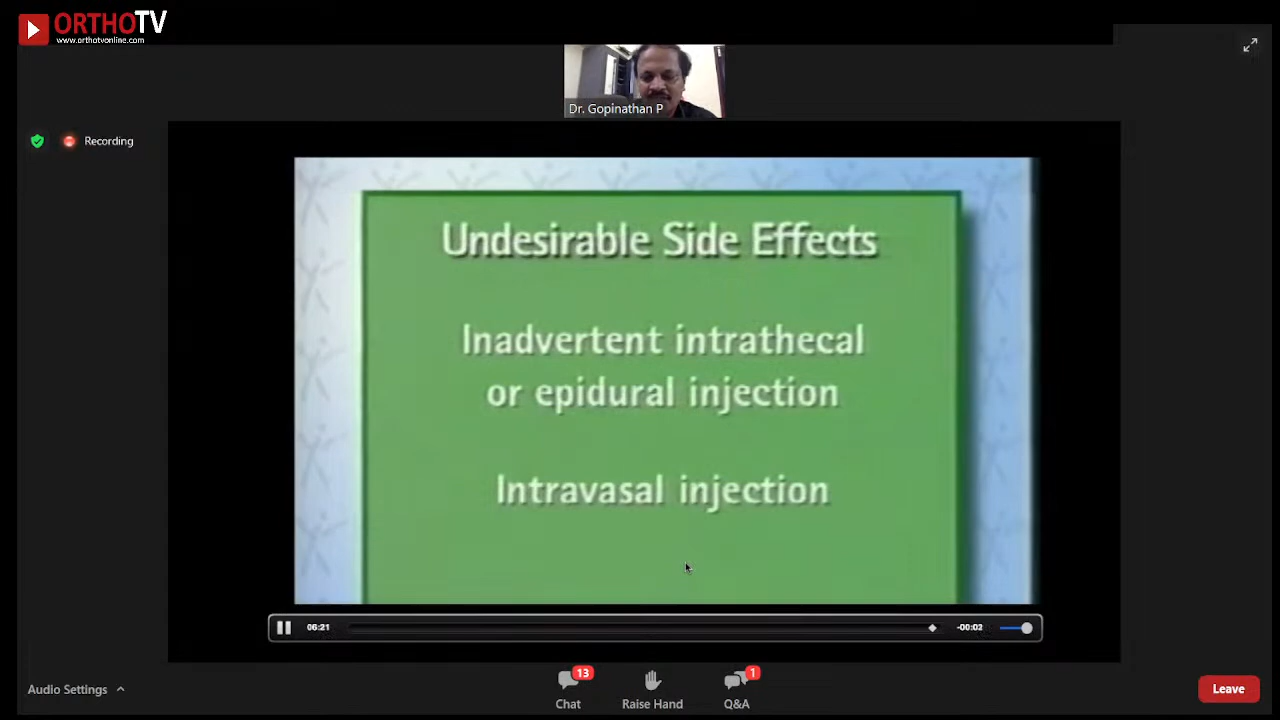 ORTHOTV
www.orthotvonline.com
Dr. Gopinathan P
Recording
Undesirable Side Effects
Inadvertent intrathecal
or epidural injection
Intravasal injection
06:21
-00:02
13
1
Audio Settings
Chat
Raise Hand
Q&A
Leave